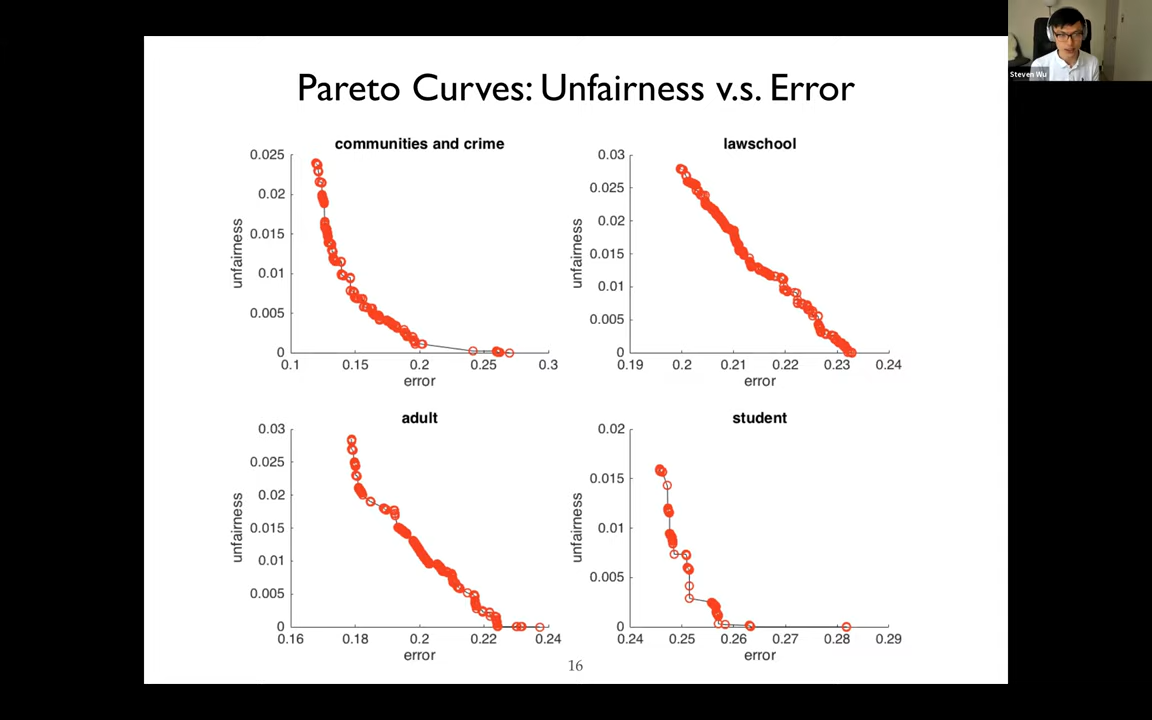 Steven Wu
Pareto Curves: Unfairness v.s. Error
communities and crime
0.025
0.02
0.015
0.01
0.005
0
unfairness
0.1 0.15 0.2 0.25 0.3
error
lawschool
0.03
0.025
0.02
0.015
0.01
0.005
0
unfairness
0.19 0.2 0.21 0.22 0.23 0.24
error
adult
0.03
0.025
0.02
0.015
0.01
0.005
0
unfairness
0.16 0.18 0.2 0.22 0.24
error
student
0.02
0.015
0.01
0.005
0
unfairness
0.24 0.25 0.26 0.27 0.28 0.29
error
16